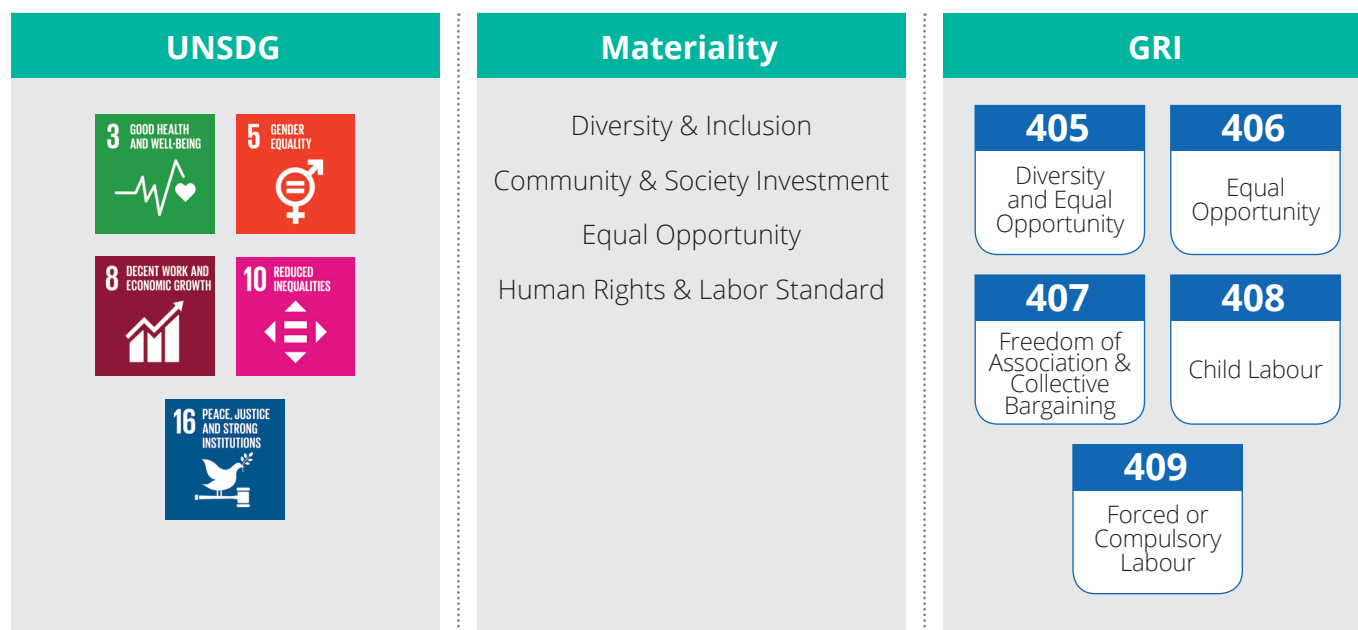 UNSDG
3 GOOD HEALTH
AND WELL-BEING
5 GENDER
EQUALITY
8 DECENT WORK AND
ECONOMIC GROWTH
10 REDUCED
INEQUALITIES
16 PEACE, JUSTICE
AND STRONG
INSTITUTIONS
Materiality
Diversity & Inclusion
Community & Society Investment
Equal Opportunity
Human Rights & Labor Standard
GRI
405
Diversity
and Equal
Opportunity
406
Equal
Opportunity
407
Freedom of
Association &
Collective
Bargaining
408
Child Labour
409
Forced or
Compulsory
Labour